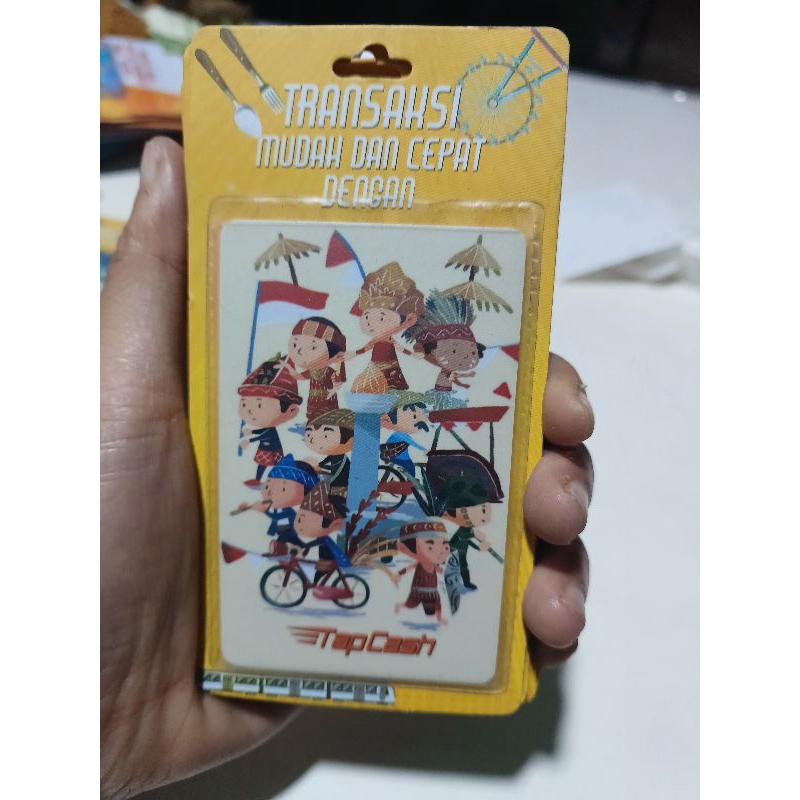 TRANSAKSI
MUDAH DAN CEPAT
DENGAN
TapCash